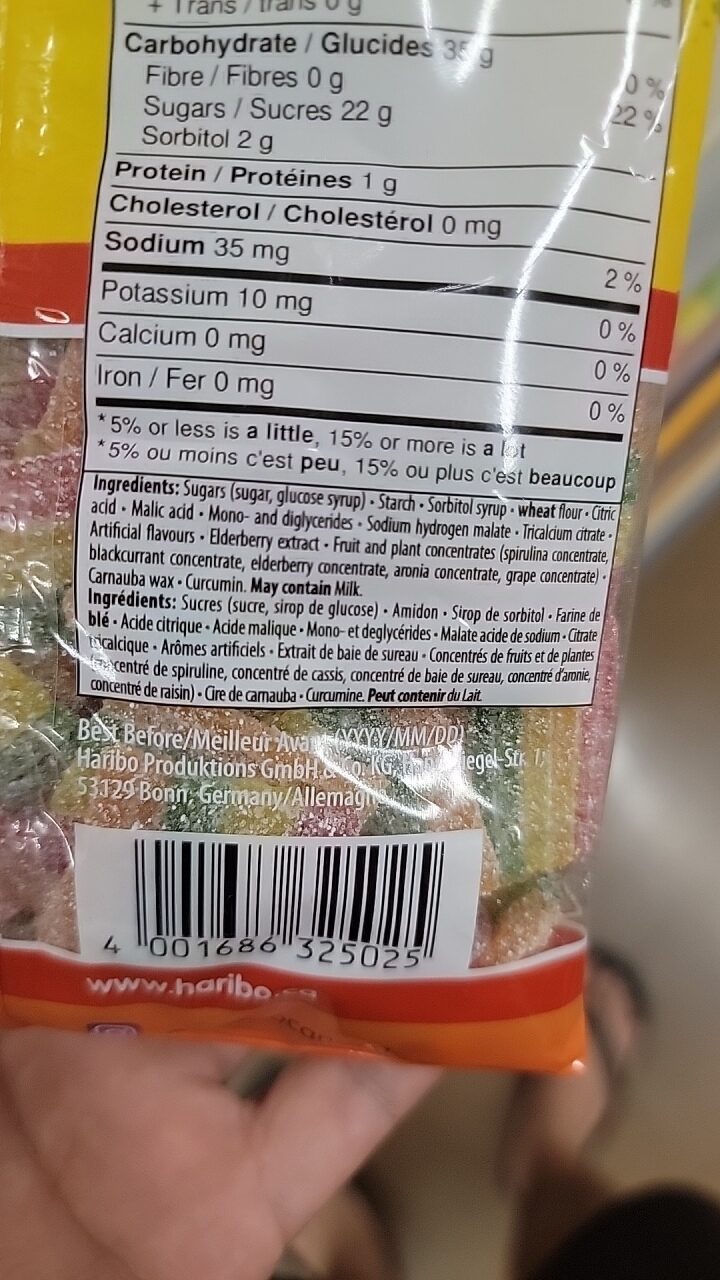 + Trans / trans 0 g
Carbohydrate / Glucides 35 g
Fibre / Fibres 0 g 0 %
Sugars / Sucres 22 g 22 %
Sorbitol 2 g
Protein / Protéines 1 g
Cholesterol / Cholestérol 0 mg
Sodium 35 mg 2 %
Potassium 10 mg 0 %
Calcium 0 mg 0 %
Iron / Fer 0 mg 0 %
* 5% or less is a little, 15% or more is a lot
* 5% ou moins c'est peu, 15% ou plus c'est beaucoup
Ingredients: Sugars (sugar, glucose syrup) • Starch • Sorbitol syrup • wheat flour • Citric
acid • Malic acid • Mono- and diglycerides • Sodium hydrogen malate • Tricalcium citrate •
Artificial flavours • Elderberry extract • Fruit and plant concentrates (spirulina concentrate,
blackcurrant concentrate, elderberry concentrate, aronia concentrate, grape concentrate) •
Carnauba wax • Curcumin. May contain Milk.
Ingrédients: Sucres (sucre, sirop de glucose) • Amidon • Sirop de sorbitol • Farine de
blé • Acide citrique • Acide malique • Mono- et deglycérides • Malate acide de sodium • Citrate
tricalcique • Arômes artificiels • Extrait de baie de sureau • Concentrés de fruits et de plantes
(concentré de spiruline, concentré de cassis, concentré de baie de sureau, concentré d'aronie,
concentré de raisin) • Cire de carnauba • Curcumine. Peut contenir du Lait.
Best Before/Meilleur Avant (YYYY/MM/DD)
Haribo Produktions GmbH & Co. KG,
53129 Bonn, Germany/Allemagne
4 001686 325025
www.haribo.ca